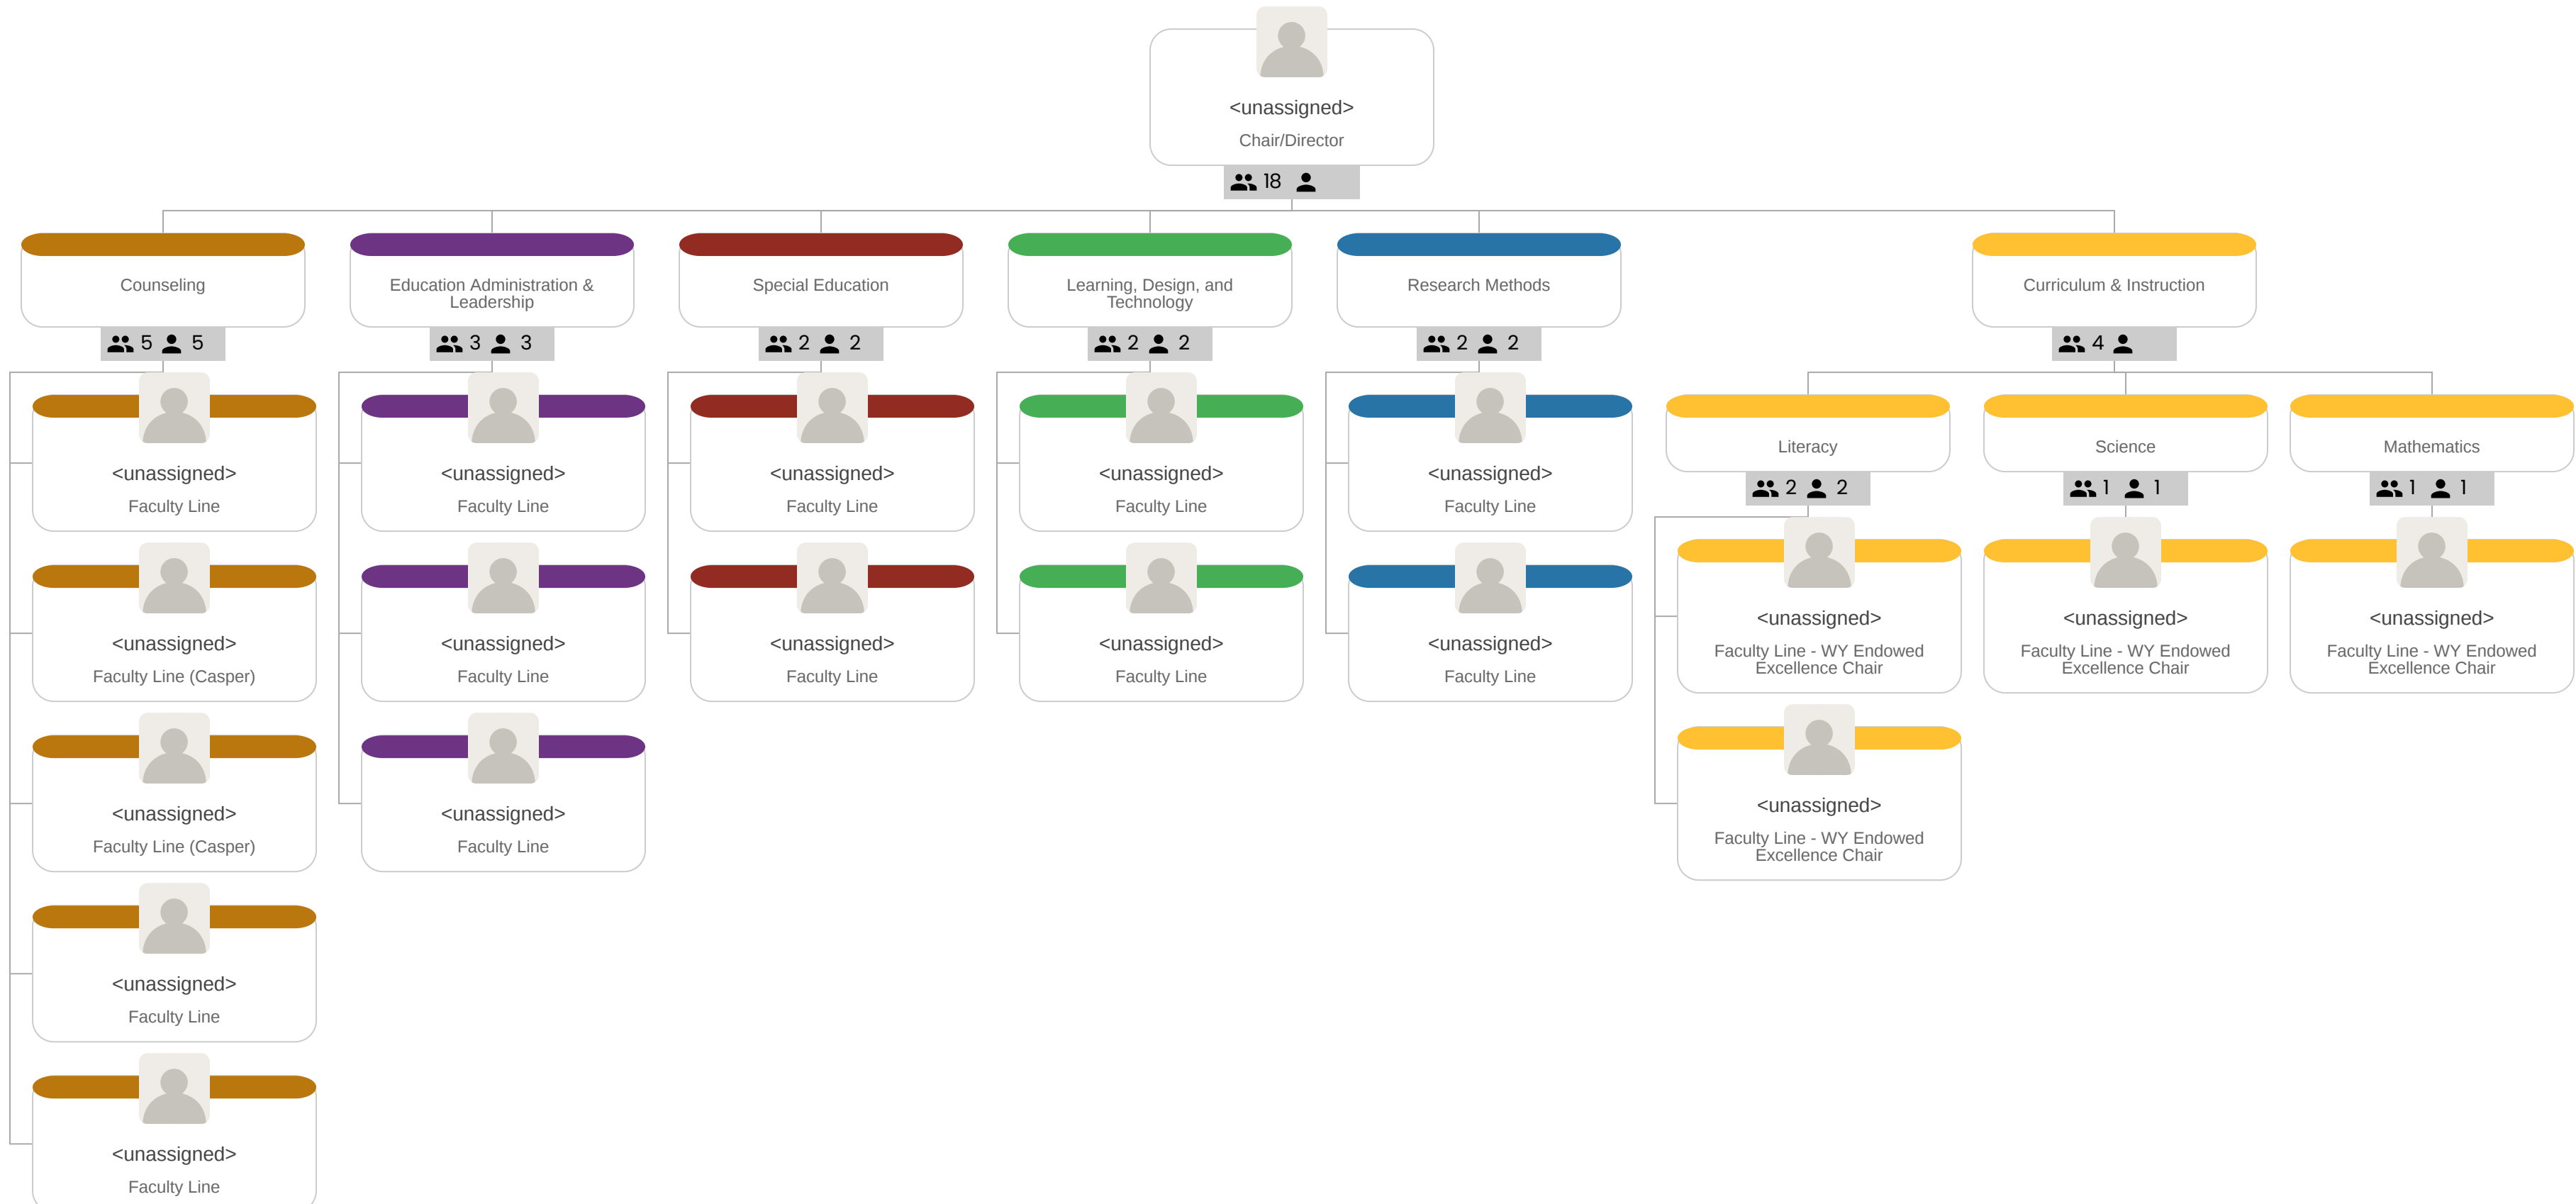 <unassigned>
Chair/Director
18
Counseling
5 5
Education Administration &
Leadership
3 3
Special Education
2 2
Learning, Design, and
Technology
2 2
Research Methods
2 2
Curriculum & Instruction
4
<unassigned>
Faculty Line
<unassigned>
Faculty Line (Casper)
<unassigned>
Faculty Line (Casper)
<unassigned>
Faculty Line
<unassigned>
Faculty Line
<unassigned>
Faculty Line
<unassigned>
Faculty Line
<unassigned>
Faculty Line
<unassigned>
Faculty Line
<unassigned>
Faculty Line
<unassigned>
Faculty Line
<unassigned>
Faculty Line
<unassigned>
Faculty Line
<unassigned>
Faculty Line
Literacy
2 2
<unassigned>
Faculty Line - WY Endowed
Excellence Chair
<unassigned>
Faculty Line - WY Endowed
Excellence Chair
Science
1 1
<unassigned>
Faculty Line - WY Endowed
Excellence Chair
Mathematics
1 1
<unassigned>
Faculty Line - WY Endowed
Excellence Chair